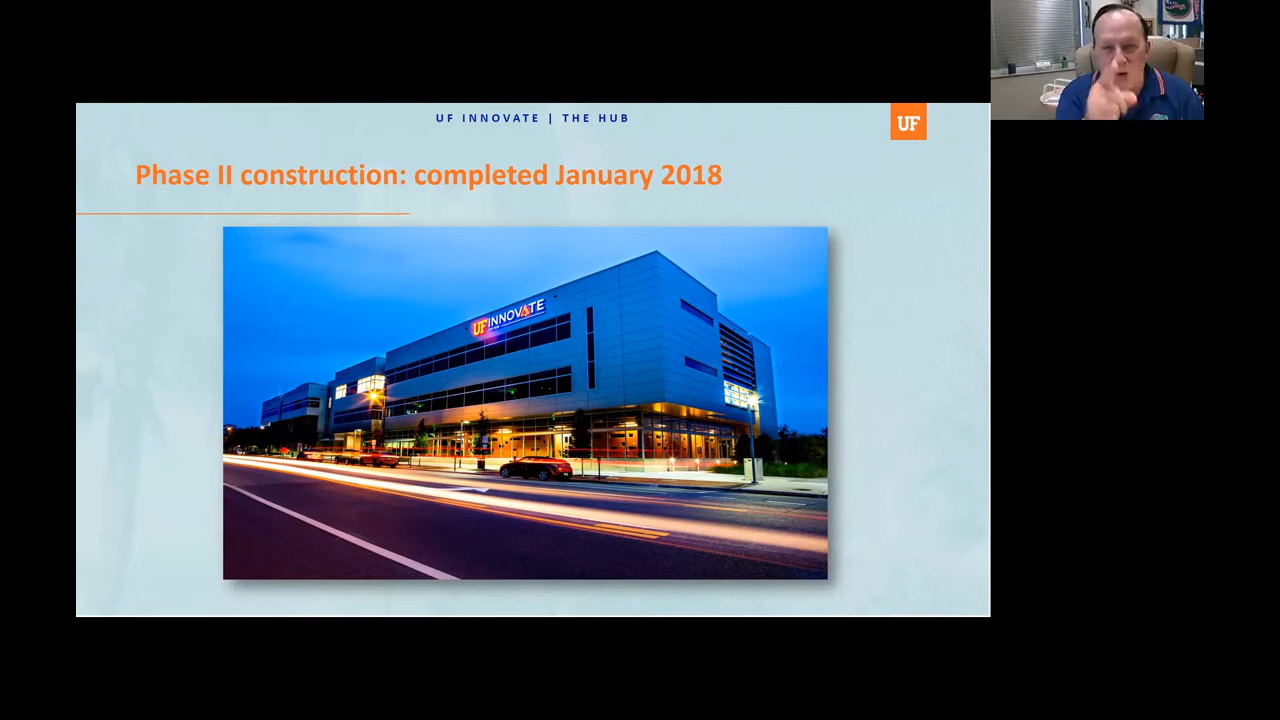 UF INNOVATE | THE HUB
UF
Phase II construction: completed January 2018
UF INNOVATE